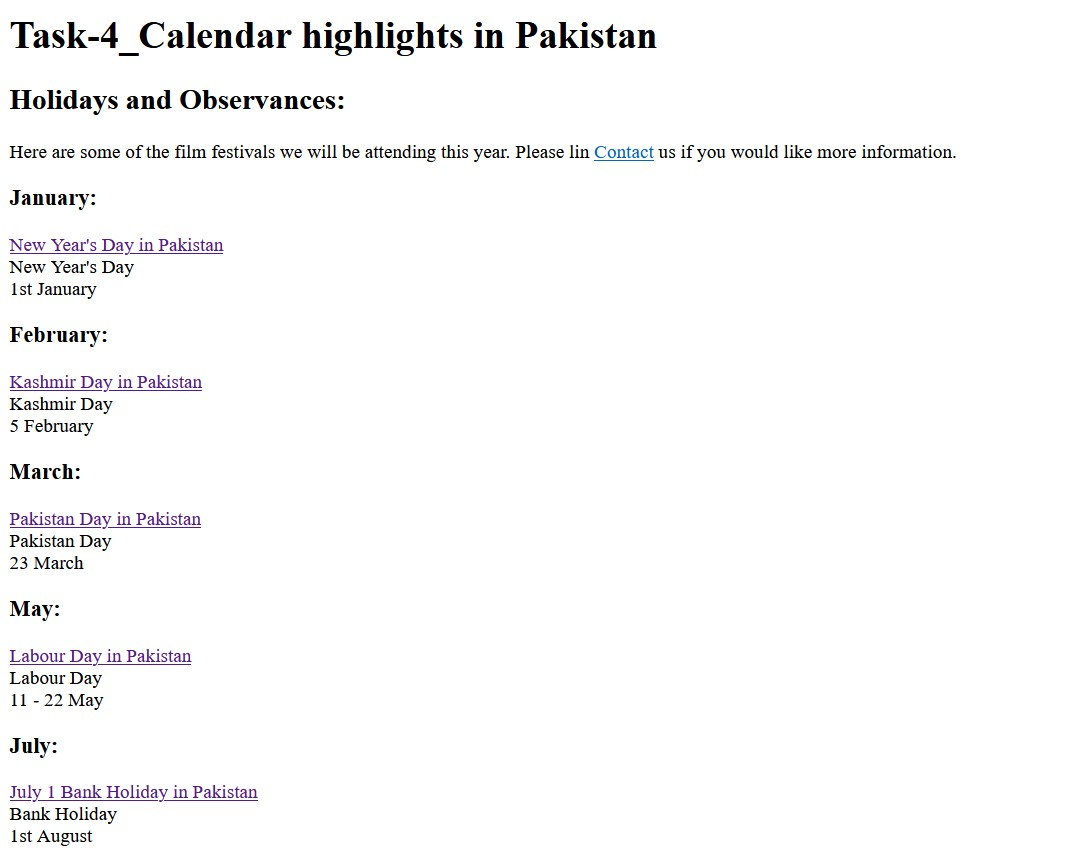 Task-4_Calendar highlights in Pakistan
Holidays and Observances:
Here are some of the film festivals we will be attending this year. Please lin Contact us if you would like more information.
January:
New Year's Day in Pakistan
New Year's Day
1st January
February:
Kashmir Day in Pakistan
Kashmir Day
5 February
March:
Pakistan Day in Pakistan
Pakistan Day
23 March
May:
Labour Day in Pakistan
Labour Day
11 - 22 May
July:
July 1 Bank Holiday in Pakistan
Bank Holiday
1st August